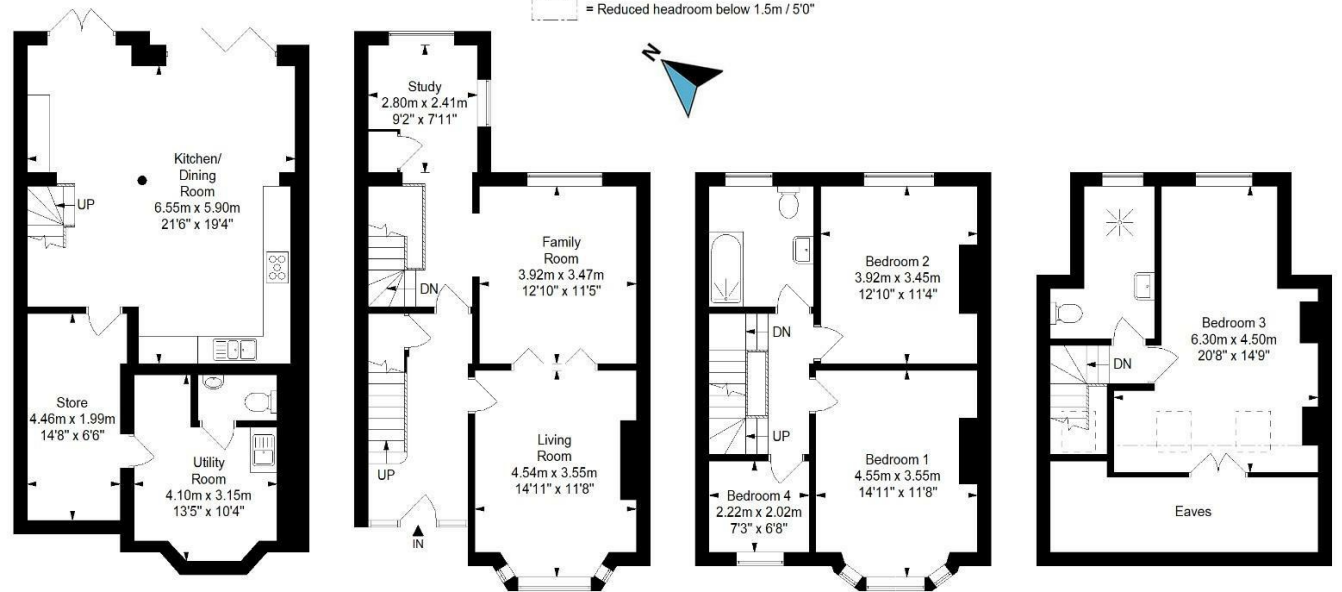 = Reduced headroom below 1.5m / 5'0"
N
Kitchen/
Dining
Room
6.55m x 5.90m
21'6" x 19'4"
UP
Store
4.46m x 1.99m
14'8" x 6'6"
Utility
Room
4.10m x 3.15m
13'5" x 10'4"
Study
2.80m x 2.41m
9'2" x 7'11"
Family
Room
3.92m x 3.47m
12'10" x 11'5"
DN
Living
Room
4.54m x 3.55m
14'11" x 11'8"
UP
IN
Bedroom 2
3.92m x 3.45m
12'10" x 11'4"
DN
UP
Bedroom 1
4.55m x 3.55m
14'11" x 11'8"
Bedroom 4
2.22m x 2.02m
7'3" x 6'8"
Bedroom 3
6.30m x 4.50m
20'8" x 14'9"
DN
Eaves